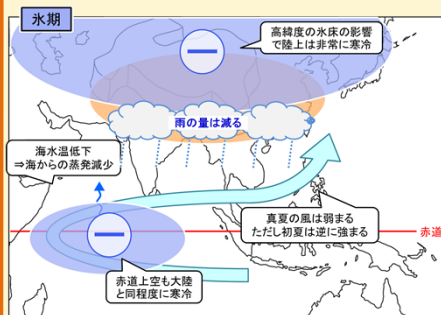 氷期
高緯度の氷床の影響
で陸上は非常に寒冷
雨の量は減る
海水温低下
⇒海からの蒸発減少
真夏の風は弱まる
ただし初夏は逆に強まる
赤道
赤道上空も大陸
と同程度に寒冷